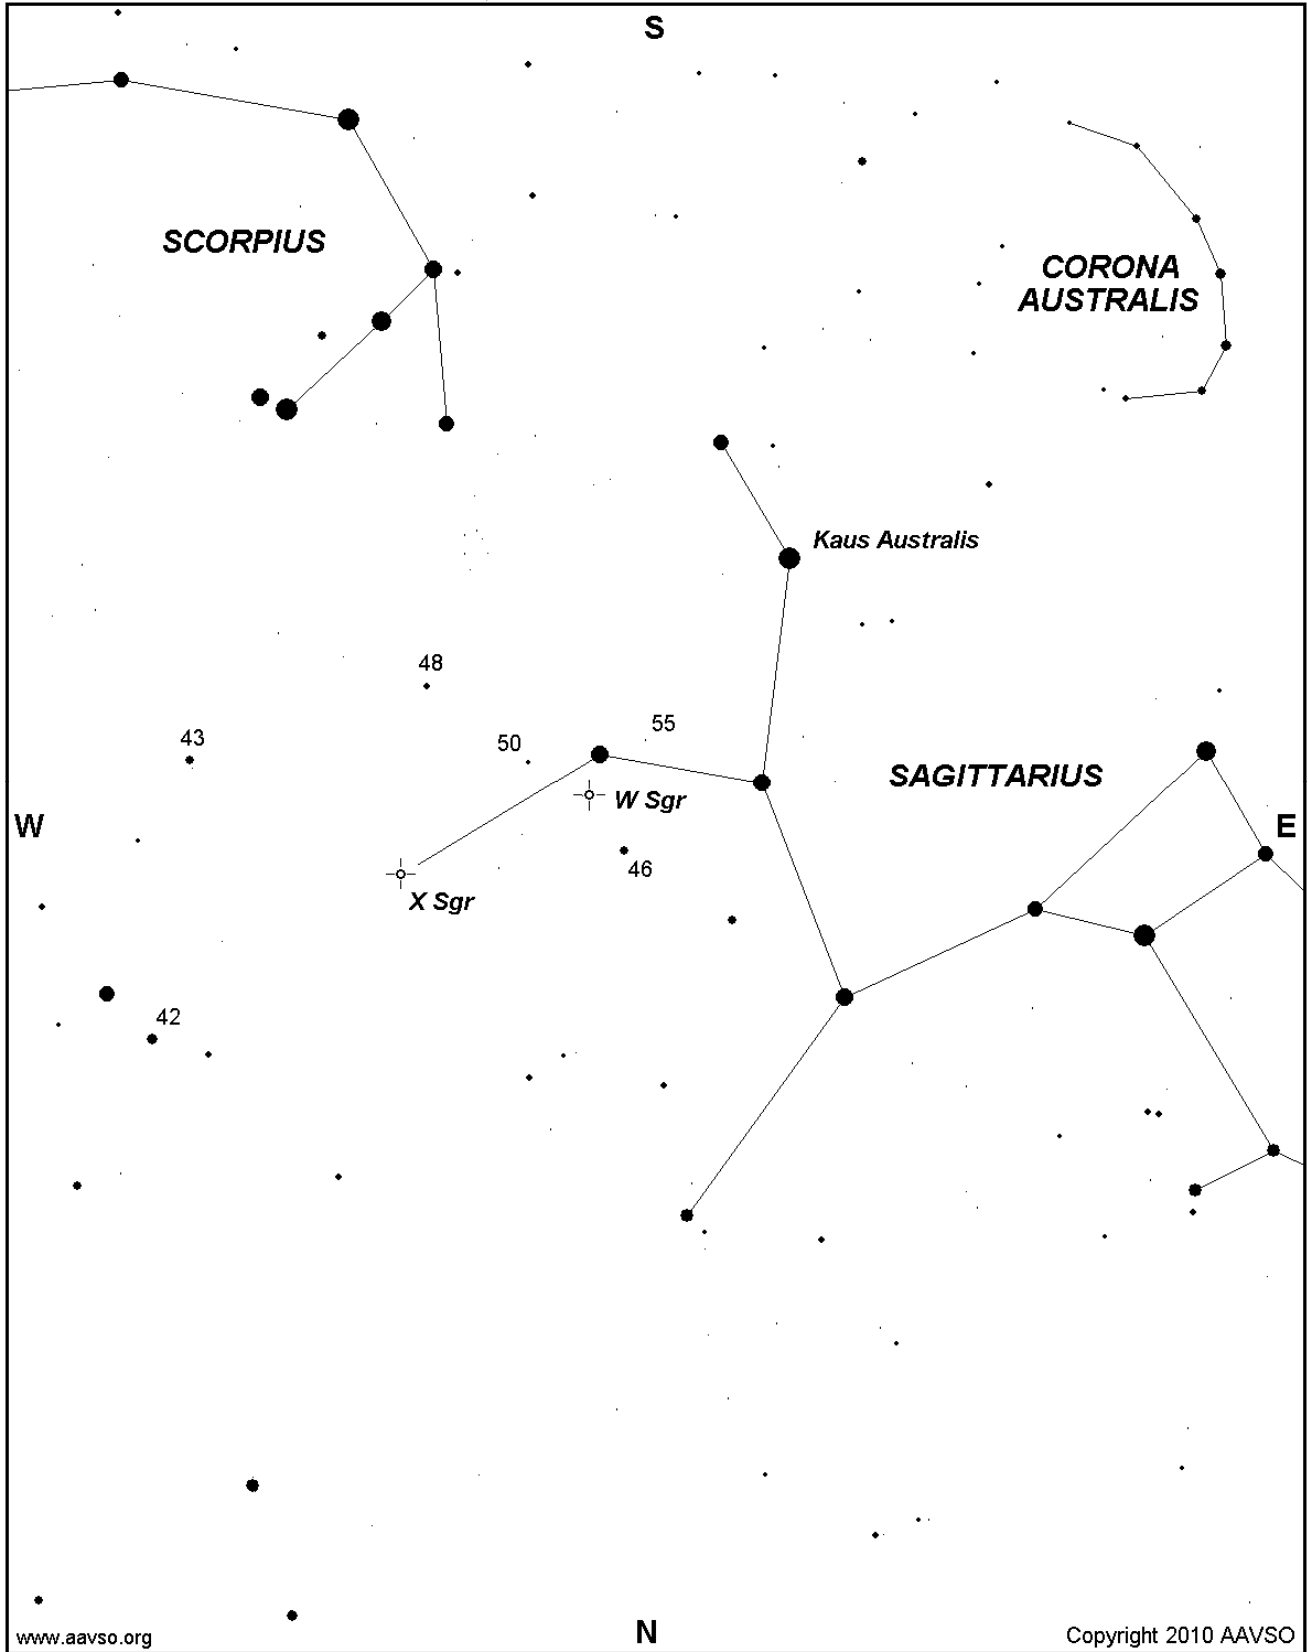 S
SCORPIUS
CORONA
AUSTRALIS
Kaus Australis
48
55
43
50
SAGITTARIUS
W Sgr
W
E
46
X Sgr
42
N
www.aavso.org
Copyright 2010 AAVSO